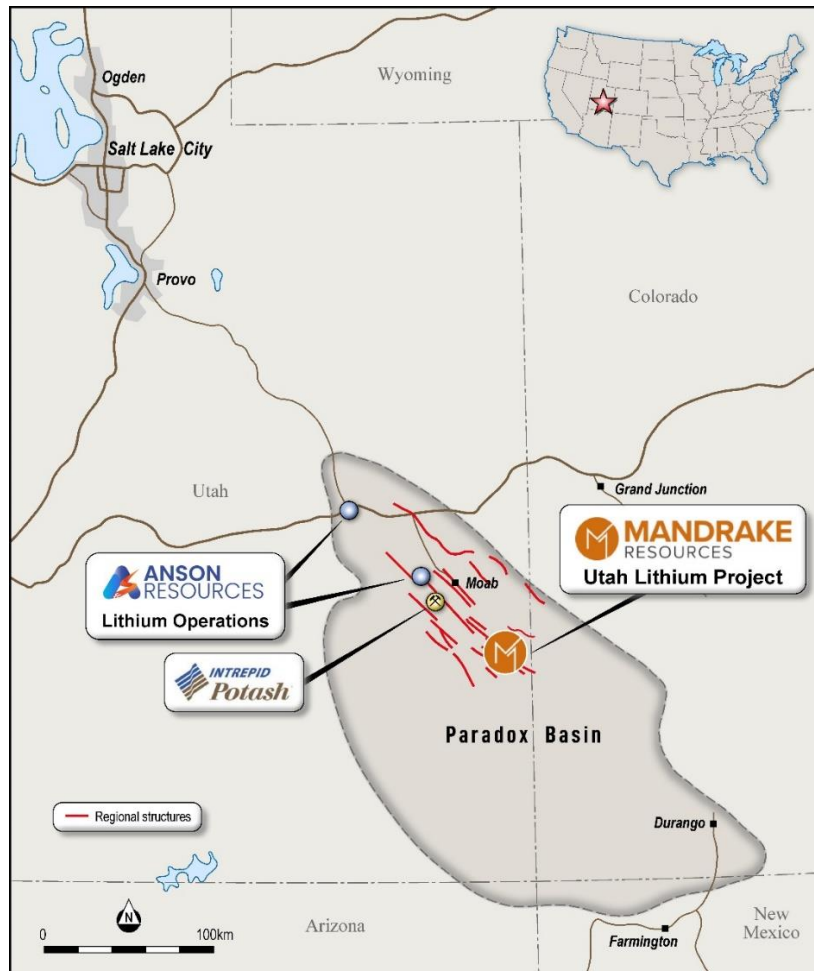 Wyoming
Ogden
Salt Lake City
Provo
Colorado
Utah
Grand Junction
MANDRAKE
RESOURCES
Utah Lithium Project
ANSON
RESOURCES
Lithium Operations
Moab
INTREPID
Potash
M
Paradox Basin
Regional structures
Durango
N
0 100km
Arizona
New
Mexico
Farmington